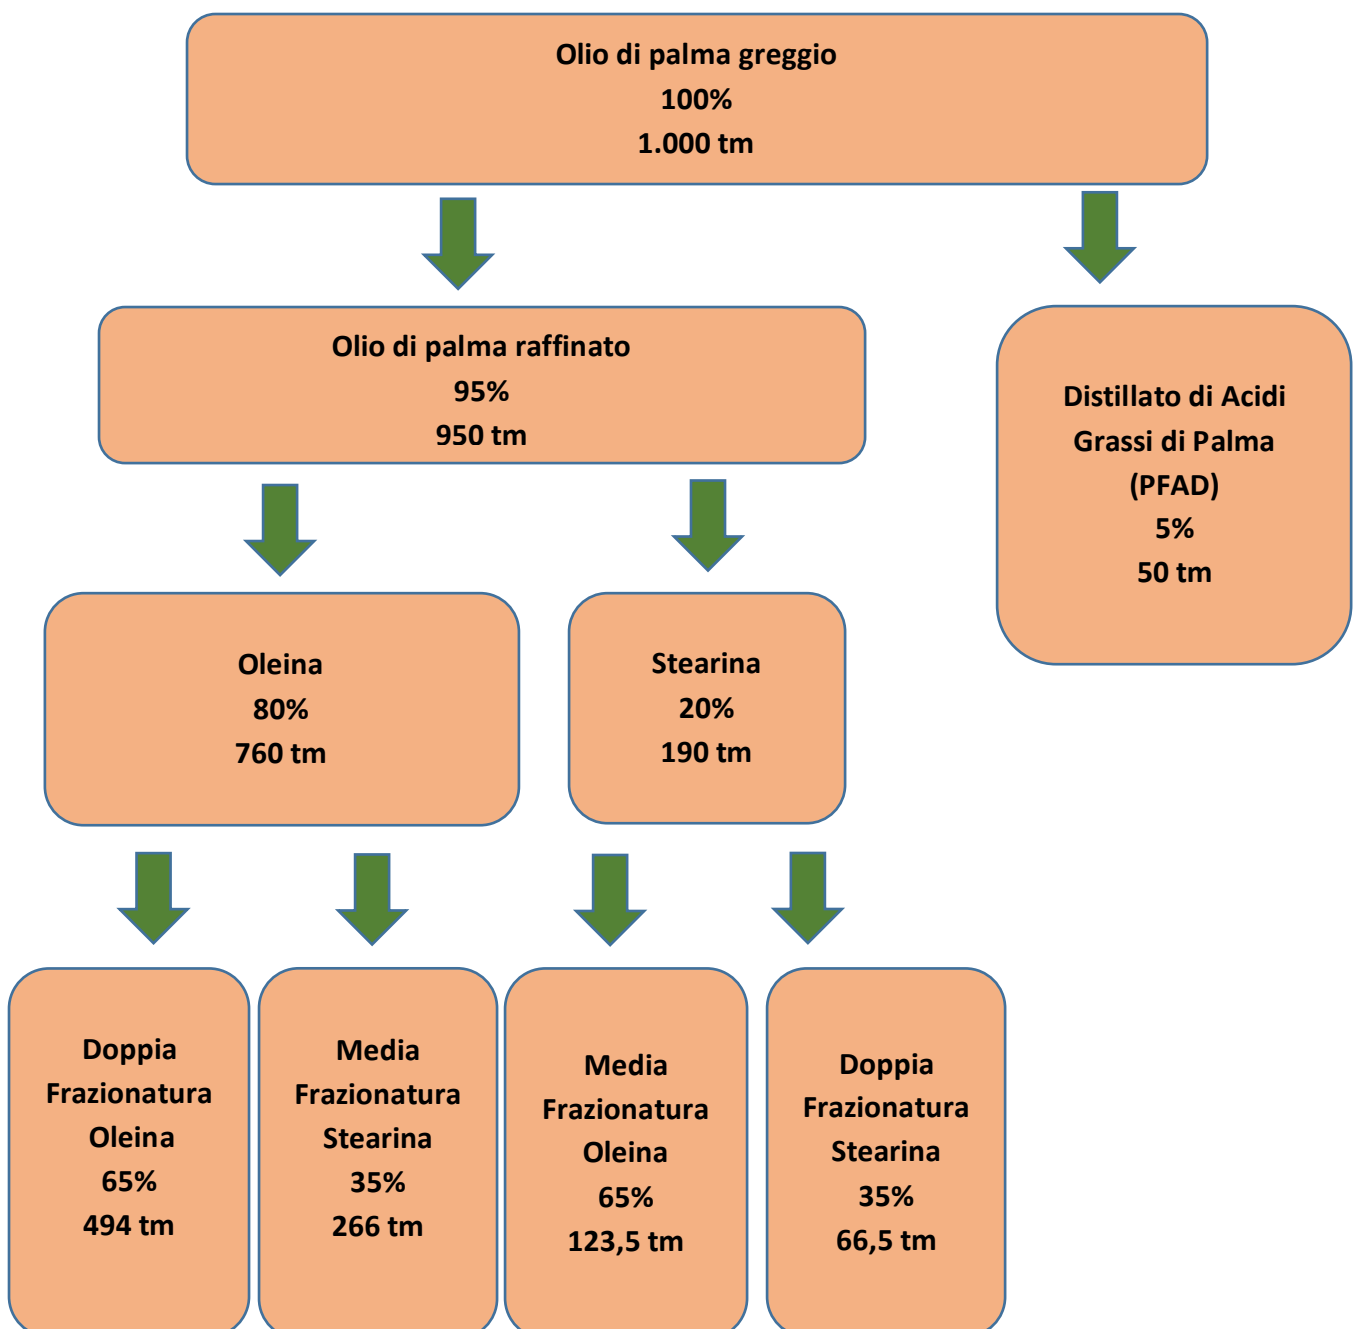 Olio di palma greggio
100%
1.000 tm
Olio di palma raffinato
95%
950 tm
Distillato di Acidi
Grassi di Palma
(PFAD)
5%
50 tm
Oleina
80%
760 tm
Stearina
20%
190 tm
Doppia
Frazionatura
Oleina
65%
494 tm
Media
Frazionatura
Stearina
35%
266 tm
Media
Frazionatura
Oleina
65%
123,5 tm
Doppia
Frazionatura
Stearina
35%
66,5 tm